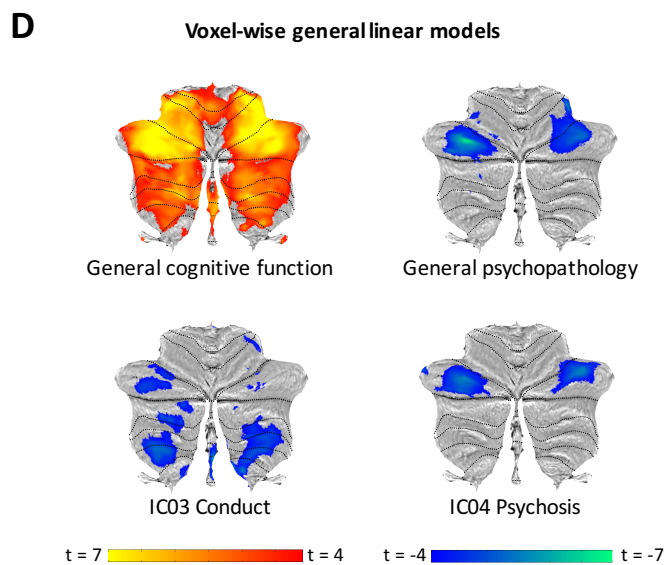 D
Voxel-wise general linear models
General cognitive function
General psychopathology
IC03 Conduct
IC04 Psychosis
t = 7
t = 4
t = -4
t = -7